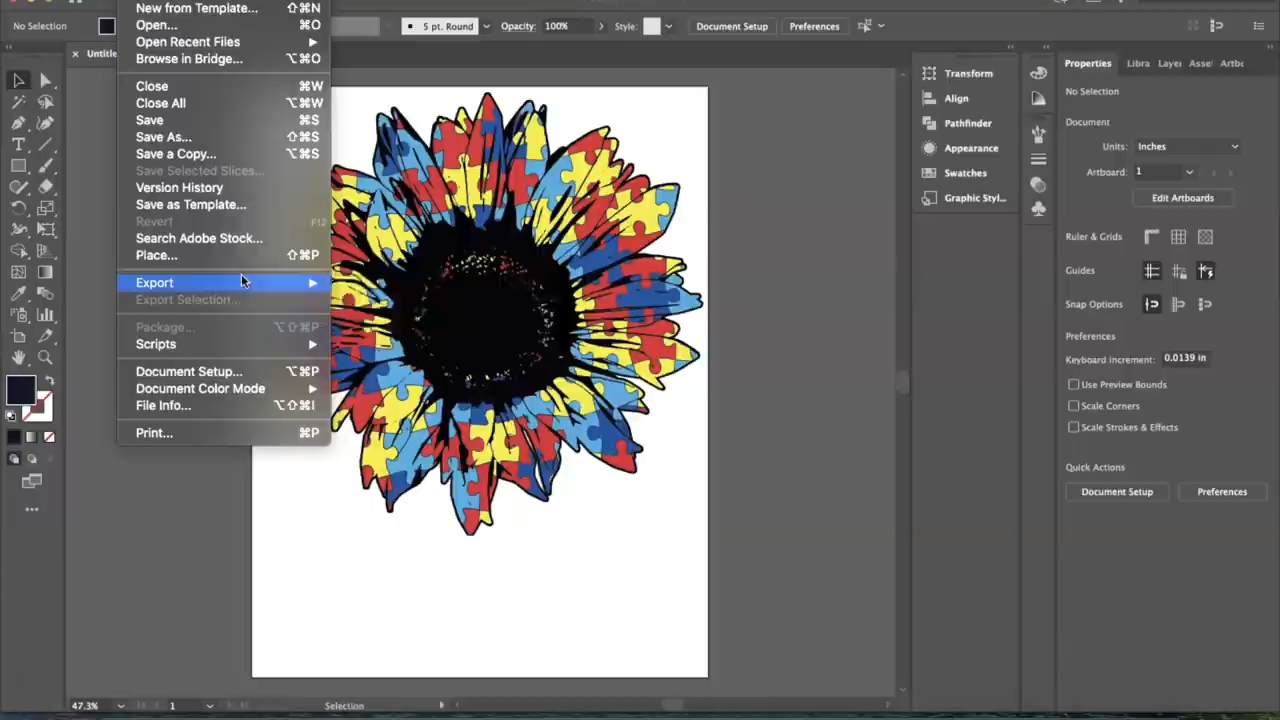 New from Template... ⇧⌘N
No Selection
5 pt. Round
Opacity: 100%
Style:
Document Setup
Preferences
Open... ⌘O
Open Recent Files
Browse in Bridge... ⌥⌘O
Close ⌘W
Close All ⌥⌘W
Save ⌘S
Save As... ⇧⌘S
Save a Copy... ⌥⌘S
Save Selected Slices...
Version History
Save as Template...
Revert F12
Search Adobe Stock...
Place... ⇧⌘P
Export
Export Selection...
Package... ⌥⇧⌘P
Scripts
Document Setup... ⌥⌘P
Document Color Mode
File Info... ⌥⇧⌘I
Print... ⌘P
Untitle
Transform
Align
Pathfinder
Appearance
Swatches
Graphic Styl...
Properties Libra Layer Asse Artbo
No Selection
Document
Units: Inches
Artboard: 1
Edit Artboards
Ruler & Grids
Guides
Snap Options
Preferences
Keyboard Increment: 0.0139 in
Use Preview Bounds
Scale Corners
Scale Strokes & Effects
Quick Actions
Document Setup Preferences
47.3% 1 Selection